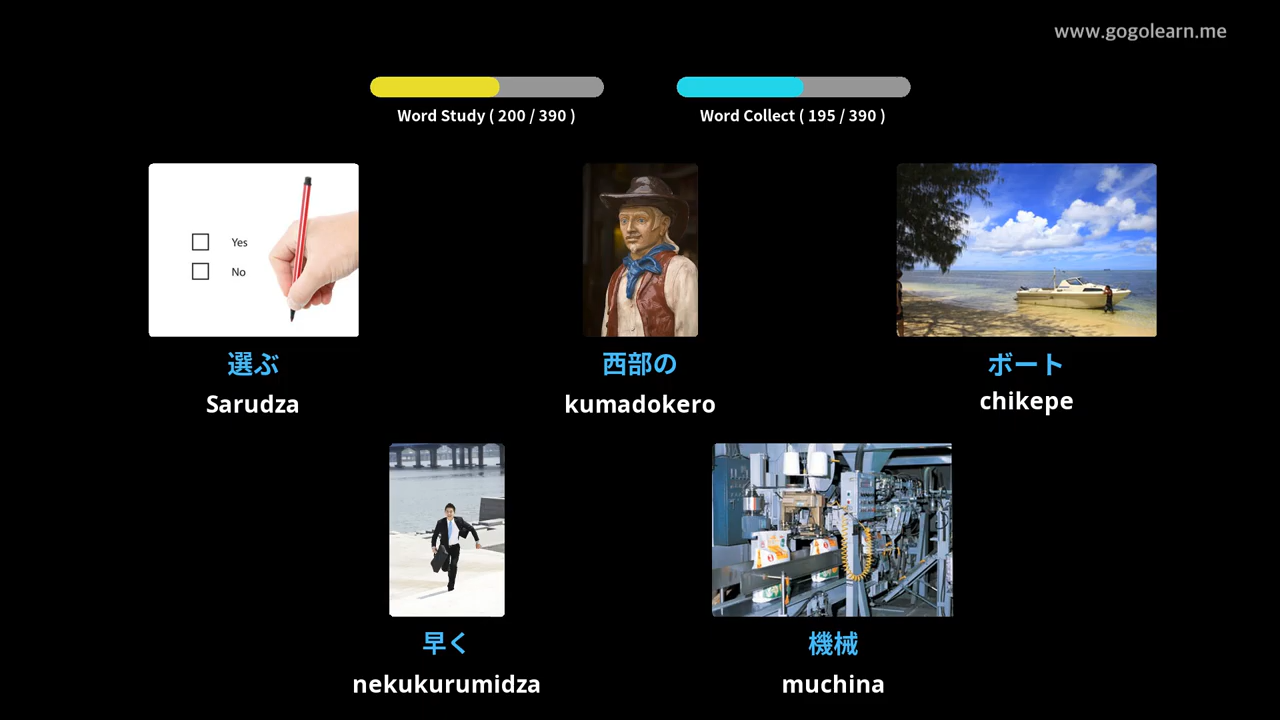 www.gogolearn.me
Word Study ( 200 / 390 )
Word Collect ( 195 / 390 )
Yes
No
選ぶ
西部の
ボート
Sarudza
kumadokero
chikepe
早く
機械
nekukurumidza
muchina